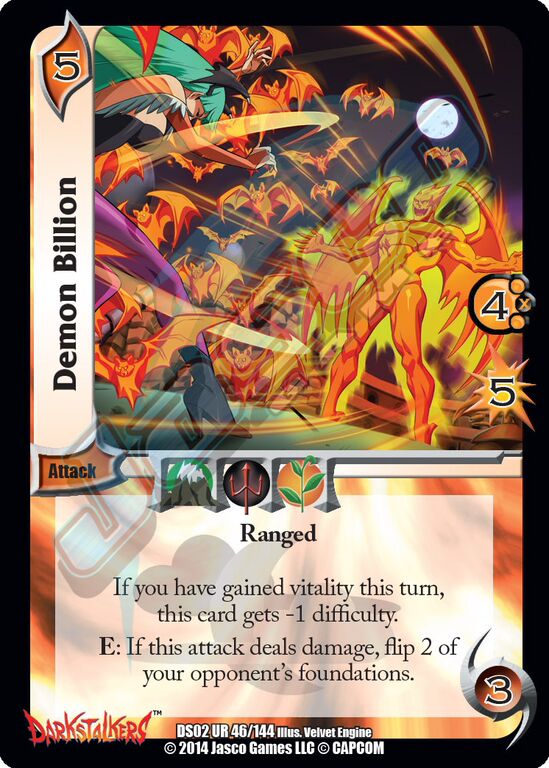 5
Demon Billion
4
5
Attack
Ranged
If you have gained vitality this turn,
this card gets -1 difficulty.
E: If this attack deals damage, flip 2 of
your opponent's foundations.
3
DARKSTALKERS™
DS02 UR 46/144 Illus. Velvet Engine
© 2014 Jasco Games LLC © CAPCOM